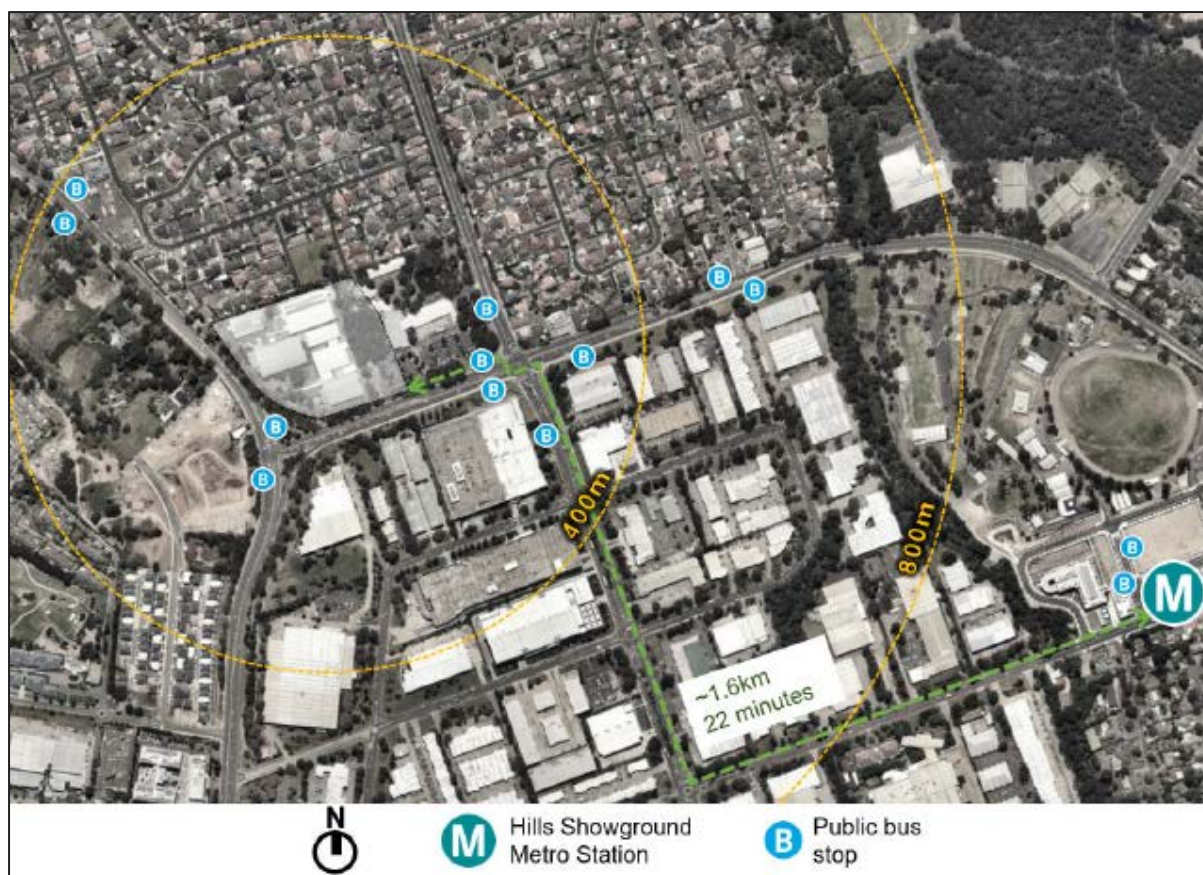 B
B
B
B
B
B
B
B
B
B
B
400m
800m
B
B
M
~1.6km
22 minutes
N
M
Hills Showground
Metro Station
B
Public bus
stop